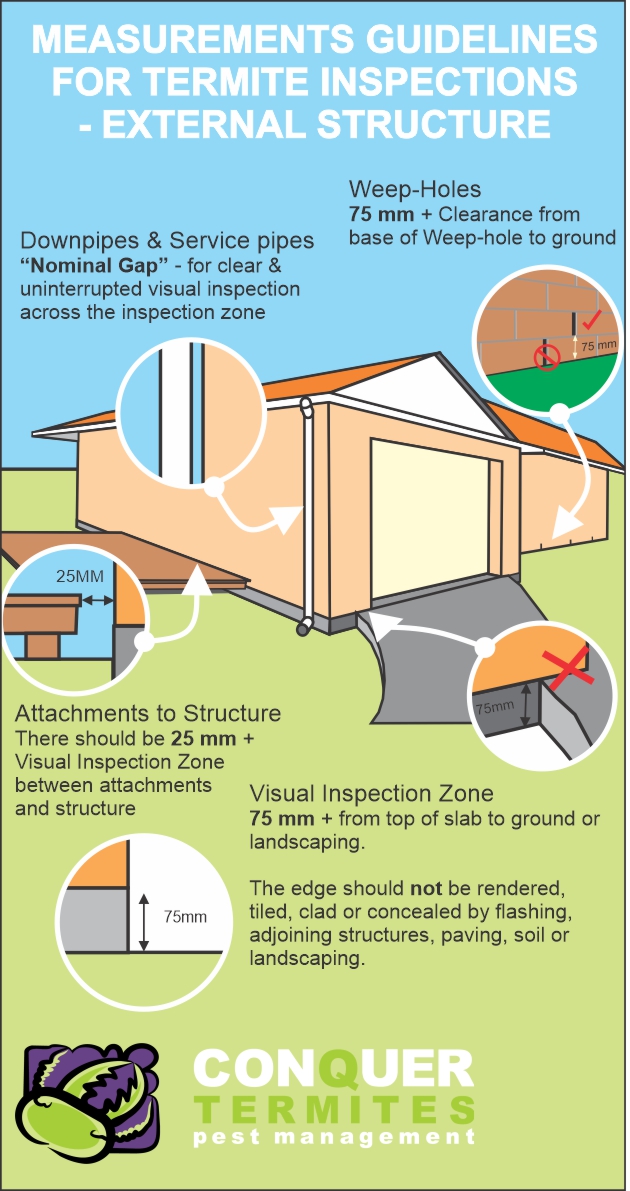 MEASUREMENTS GUIDELINES
FOR TERMITE INSPECTIONS
- EXTERNAL STRUCTURE
Weep-Holes
75 mm + Clearance from
base of Weep-hole to ground
Downpipes & Service pipes
“Nominal Gap” - for clear &
uninterrupted visual inspection
across the inspection zone
75 mm
25MM
75mm
Attachments to Structure
There should be 25 mm +
Visual Inspection Zone
between attachments
and structure
Visual Inspection Zone
75 mm + from top of slab to ground or
landscaping.
The edge should not be rendered,
tiled, clad or concealed by flashing,
adjoining structures, paving, soil or
landscaping.
75mm
CONQUER
TERMITES
pest management